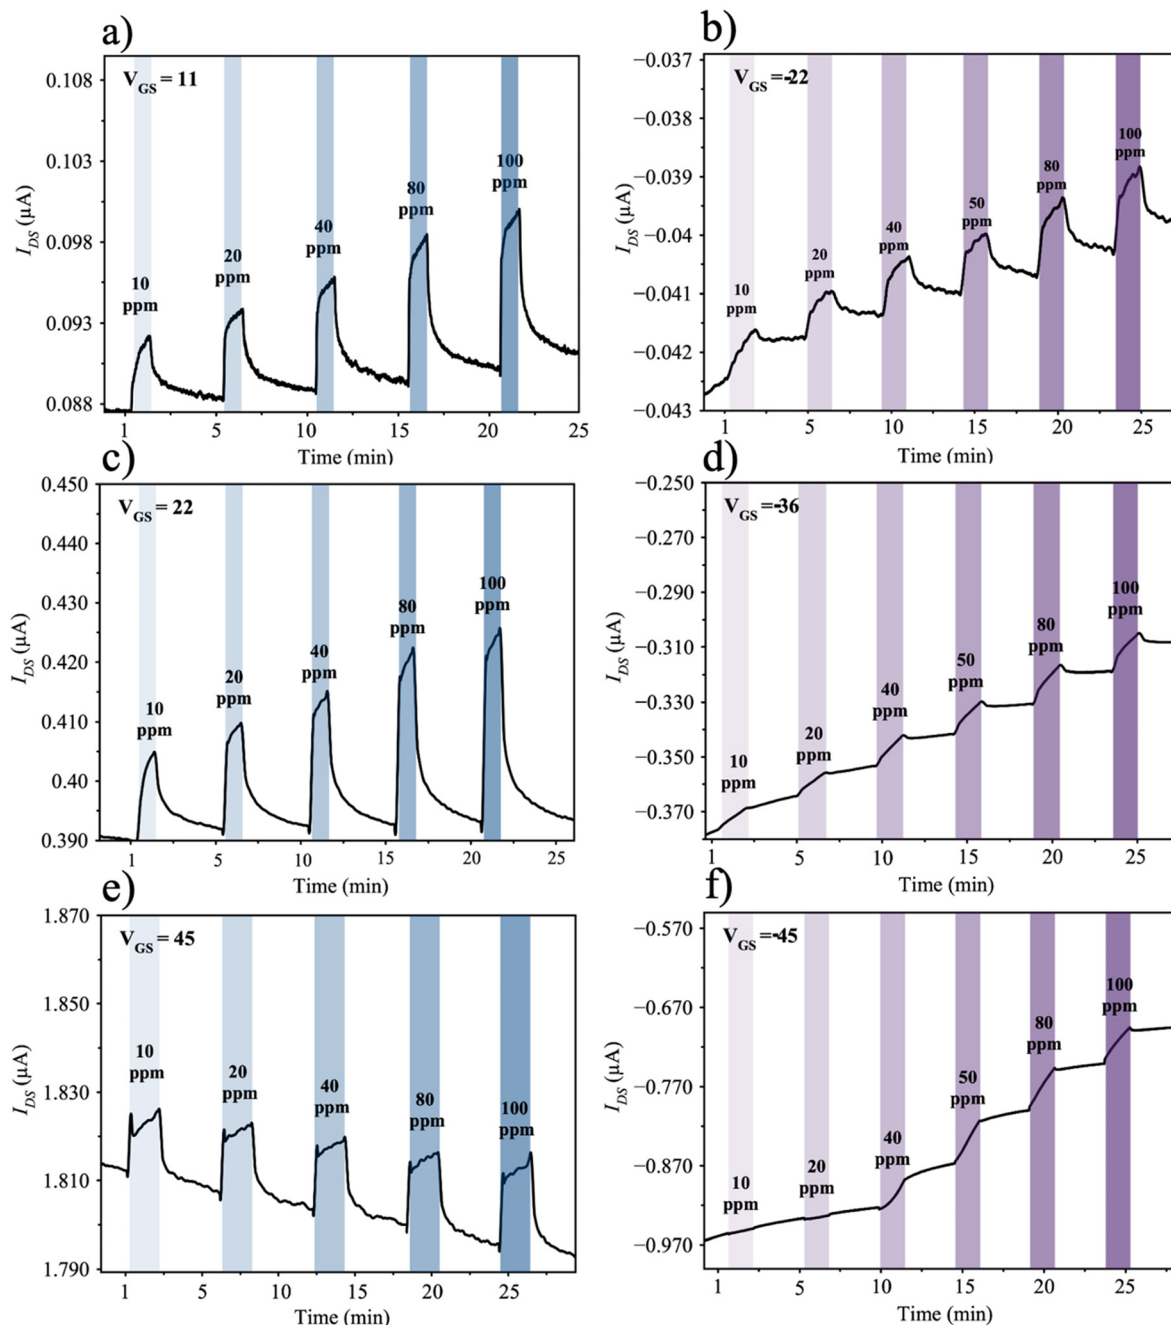 a)
V_GS = 11
0.108
0.103
0.098
0.093
0.088
I_DS (µA)
10
ppm
20
ppm
40
ppm
80
ppm
100
ppm
1
5
10
15
20
25
Time (min)
b)
V_GS =-22
−0.037
−0.038
−0.039
−0.04
−0.041
−0.042
−0.043
I_DS (µA)
10
ppm
20
ppm
40
ppm
50
ppm
80
ppm
100
ppm
1
5
10
15
20
25
Time (min)
c)
V_GS = 22
0.450
0.440
0.430
0.420
0.410
0.40
0.390
I_DS (µA)
10
ppm
20
ppm
40
ppm
80
ppm
100
ppm
1
5
10
15
20
25
Time (min)
d)
V_GS =-36
−0.250
−0.270
−0.290
−0.310
−0.330
−0.350
−0.370
I_DS (µA)
10
ppm
20
ppm
40
ppm
50
ppm
80
ppm
100
ppm
1
5
10
15
20
25
Time (min)
e)
V_GS = 45
1.870
1.850
1.830
1.810
1.790
I_DS (µA)
10
ppm
20
ppm
40
ppm
80
ppm
100
ppm
1
5
10
15
20
25
Time (min)
f)
V_GS =-45
−0.570
−0.670
−0.770
−0.870
−0.970
I_DS (µA)
10
ppm
20
ppm
40
ppm
50
ppm
80
ppm
100
ppm
1
5
10
15
20
25
Time (min)